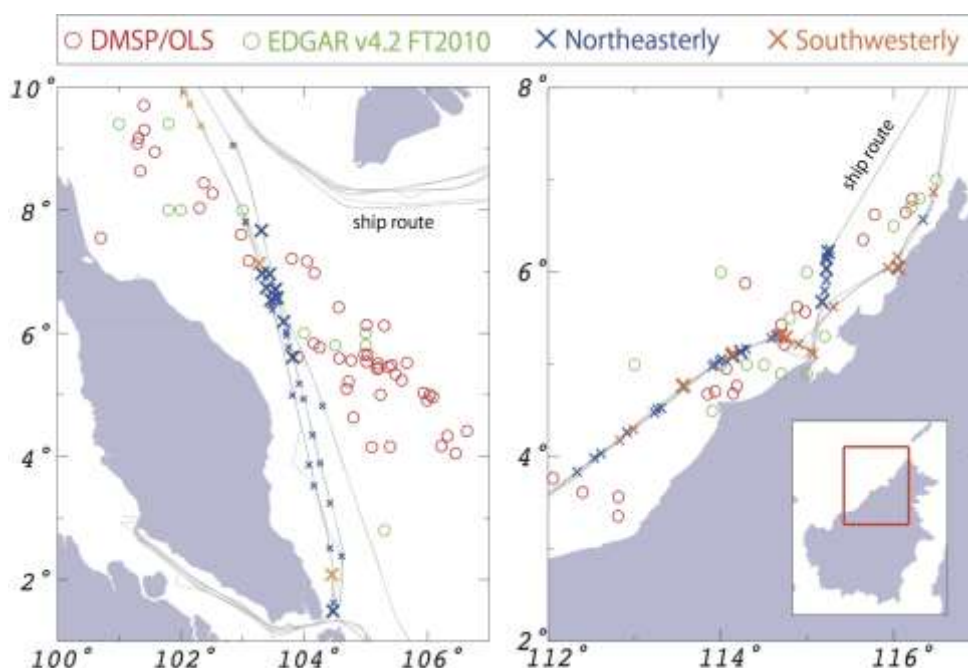 DMSP/OLS EDGAR v4.2 FT2010 Northeasterly Southwesterly
10° 8°
8° ship route
ship route
6° 6°
4° 4°
2° 2°
100° 102° 104° 106° 112° 114° 116°